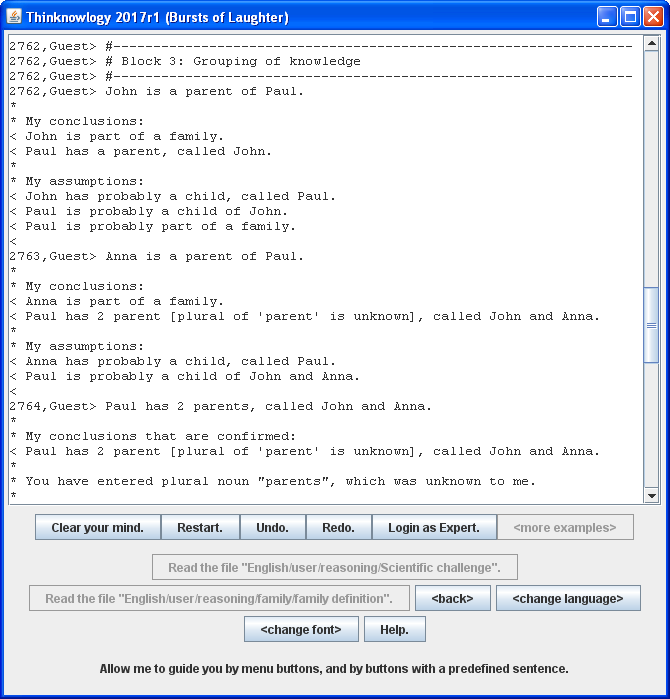 Thinknowlogy 2017r1 (Bursts of Laughter)
2762,Guest> #----------------------------------------------------------------
2762,Guest> # Block 3: Grouping of knowledge
2762,Guest> #----------------------------------------------------------------
2762,Guest> John is a parent of Paul.
*
* My conclusions:
< John is part of a family.
< Paul has a parent, called John.
*
* My assumptions:
< John has probably a child, called Paul.
< Paul is probably a child of John.
< Paul is probably part of a family.
<
2763,Guest> Anna is a parent of Paul.
*
* My conclusions:
< Anna is part of a family.
< Paul has 2 parent [plural of 'parent' is unknown], called John and Anna.
*
* My assumptions:
< Anna has probably a child, called Paul.
< Paul is probably a child of John and Anna.
<
2764,Guest> Paul has 2 parents, called John and Anna.
*
* My conclusions that are confirmed:
< Paul has 2 parent [plural of 'parent' is unknown], called John and Anna.
*
* You have entered plural noun "parents", which was unknown to me.
*
Clear your mind. Restart. Undo. Redo. Login as Expert. <more examples>
Read the file "English/user/reasoning/Scientific challenge".
Read the file "English/user/reasoning/family/family definition". <back> <change language>
<change font> Help.
Allow me to guide you by menu buttons, and by buttons with a predefined sentence.